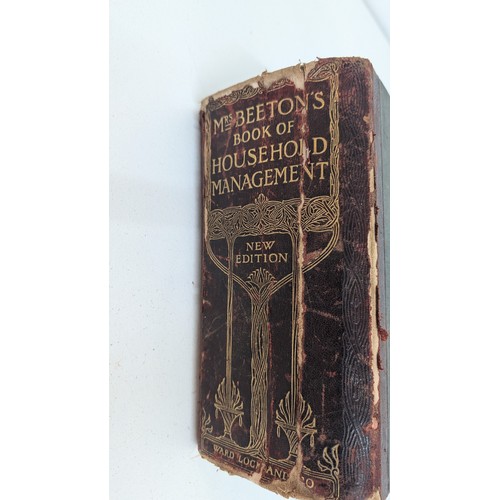 MRS BEETON'S
BOOK OF
HOUSEHOLD
MANAGEMENT
NEW
EDITION
WARD LOCK AND CO